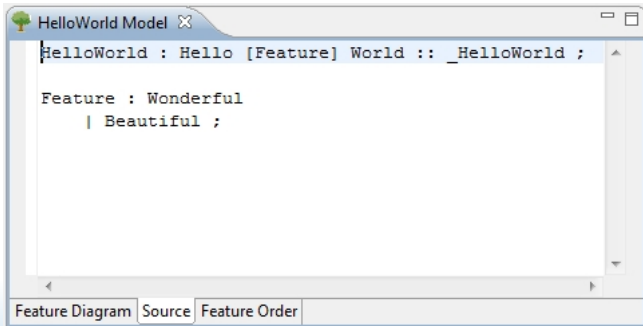 HelloWorld Model
HelloWorld : Hello [Feature] World :: _HelloWorld ;
Feature : Wonderful
| Beautiful ;
Feature Diagram Source Feature Order